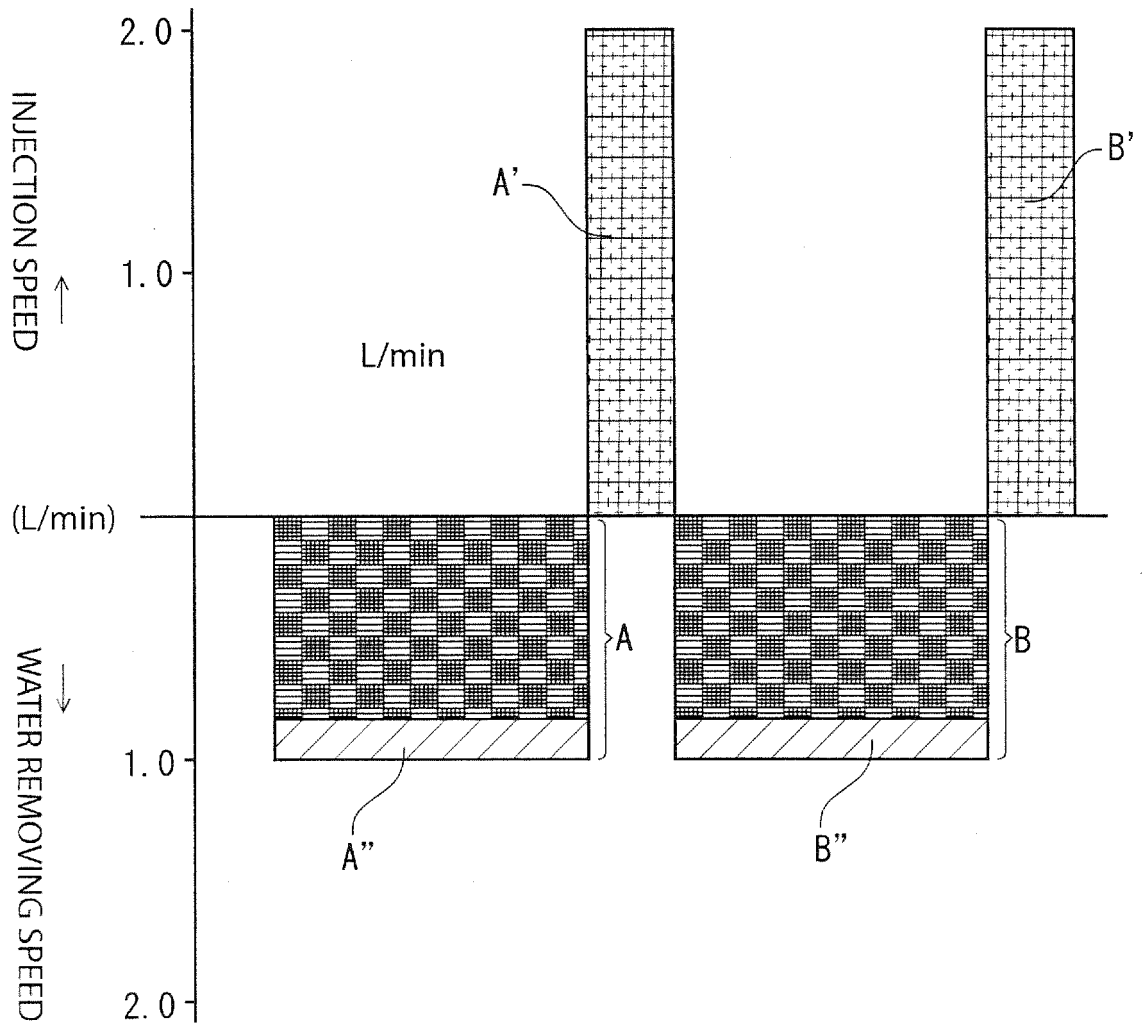 2.0
INJECTION SPEED
→
A'
B'
1.0
L/min
(L/min)
A
B
WATER REMOVING SPEED
→
1.0
A”
B”
2.0